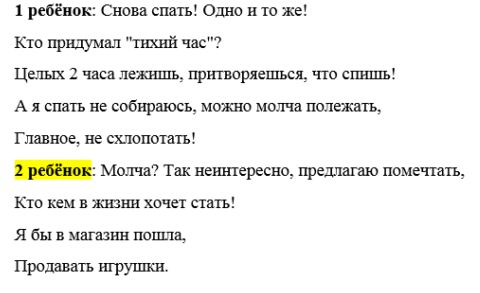 1 ребёнок: Снова спать! Одно и то же!
Кто придумал "тихий час"?
Целых 2 часа лежишь, притворяешься, что спишь!
А я спать не собираюсь, можно молча полежать,
Главное, не схлопотать!
2 ребёнок: Молча? Так неинтересно, предлагаю помечтать,
Кто кем в жизни хочет стать!
Я бы в магазин пошла,
Продавать игрушки.